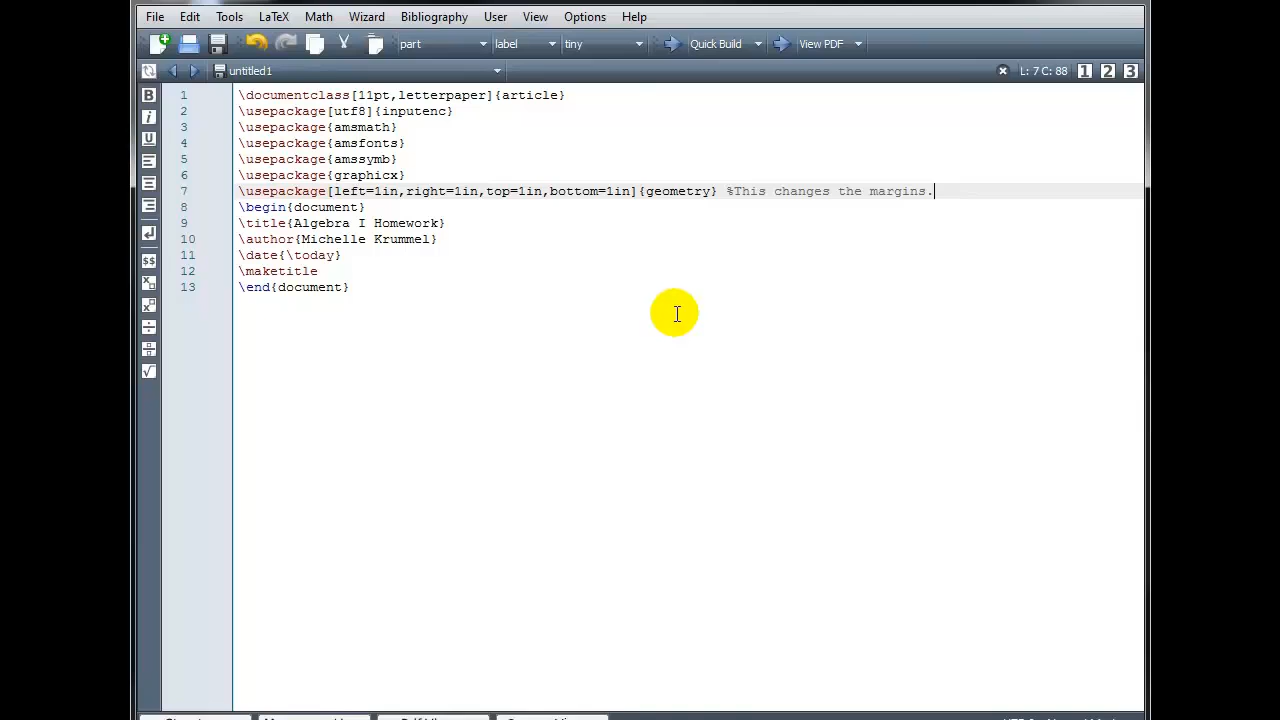 File Edit Tools LaTeX Math Wizard Bibliography User View Options Help
part label tiny Quick Build View PDF
untitled1 L: 7 C: 88 1 2 3
1 \documentclass[11pt,letterpaper]{article}
2 \usepackage[utf8]{inputenc}
3 \usepackage{amsmath}
4 \usepackage{amsfonts}
5 \usepackage{amssymb}
6 \usepackage{graphicx}
7 \usepackage[left=1in,right=1in,top=1in,bottom=1in]{geometry} %This changes the margins.
8 \begin{document}
9 \title{Algebra I Homework}
10 \author{Michelle Krummel}
11 \date{\today}
12 \maketitle
13 \end{document}